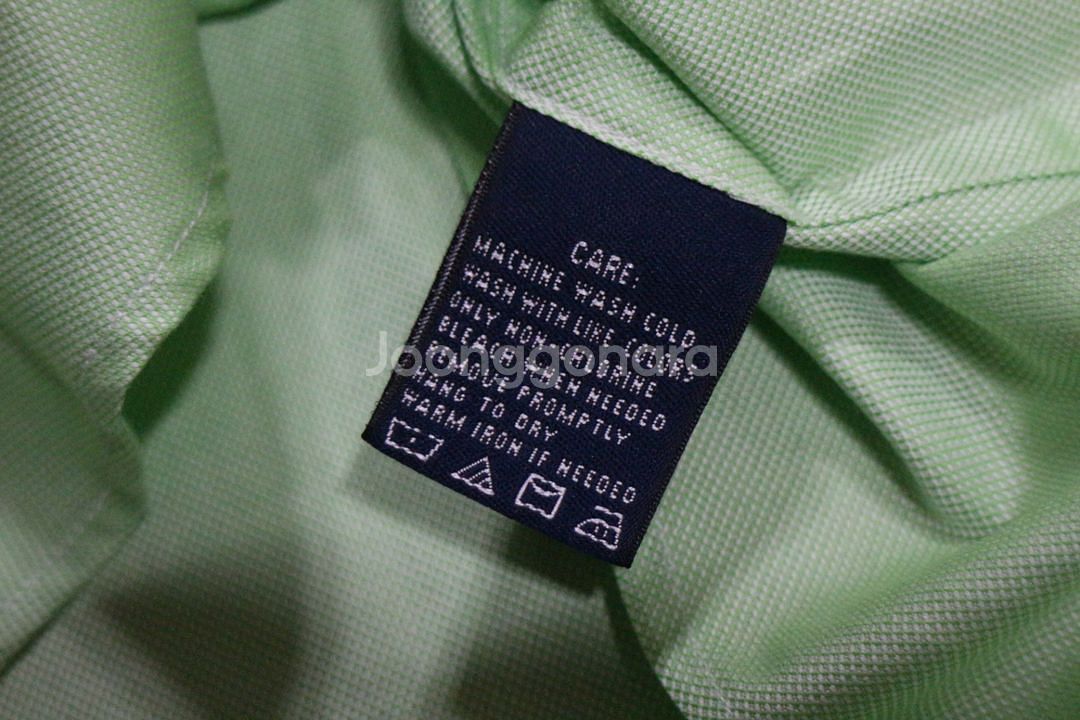 CARE:
MACHINE WASH COLD
WASH WITH LIKE COLORS
ONLY NON-CHLORINE
BLEACH WHEN NEEDED
PROMPTLY
HANG TO DRY
WARM IRON IF NEEDED
Joonggonara